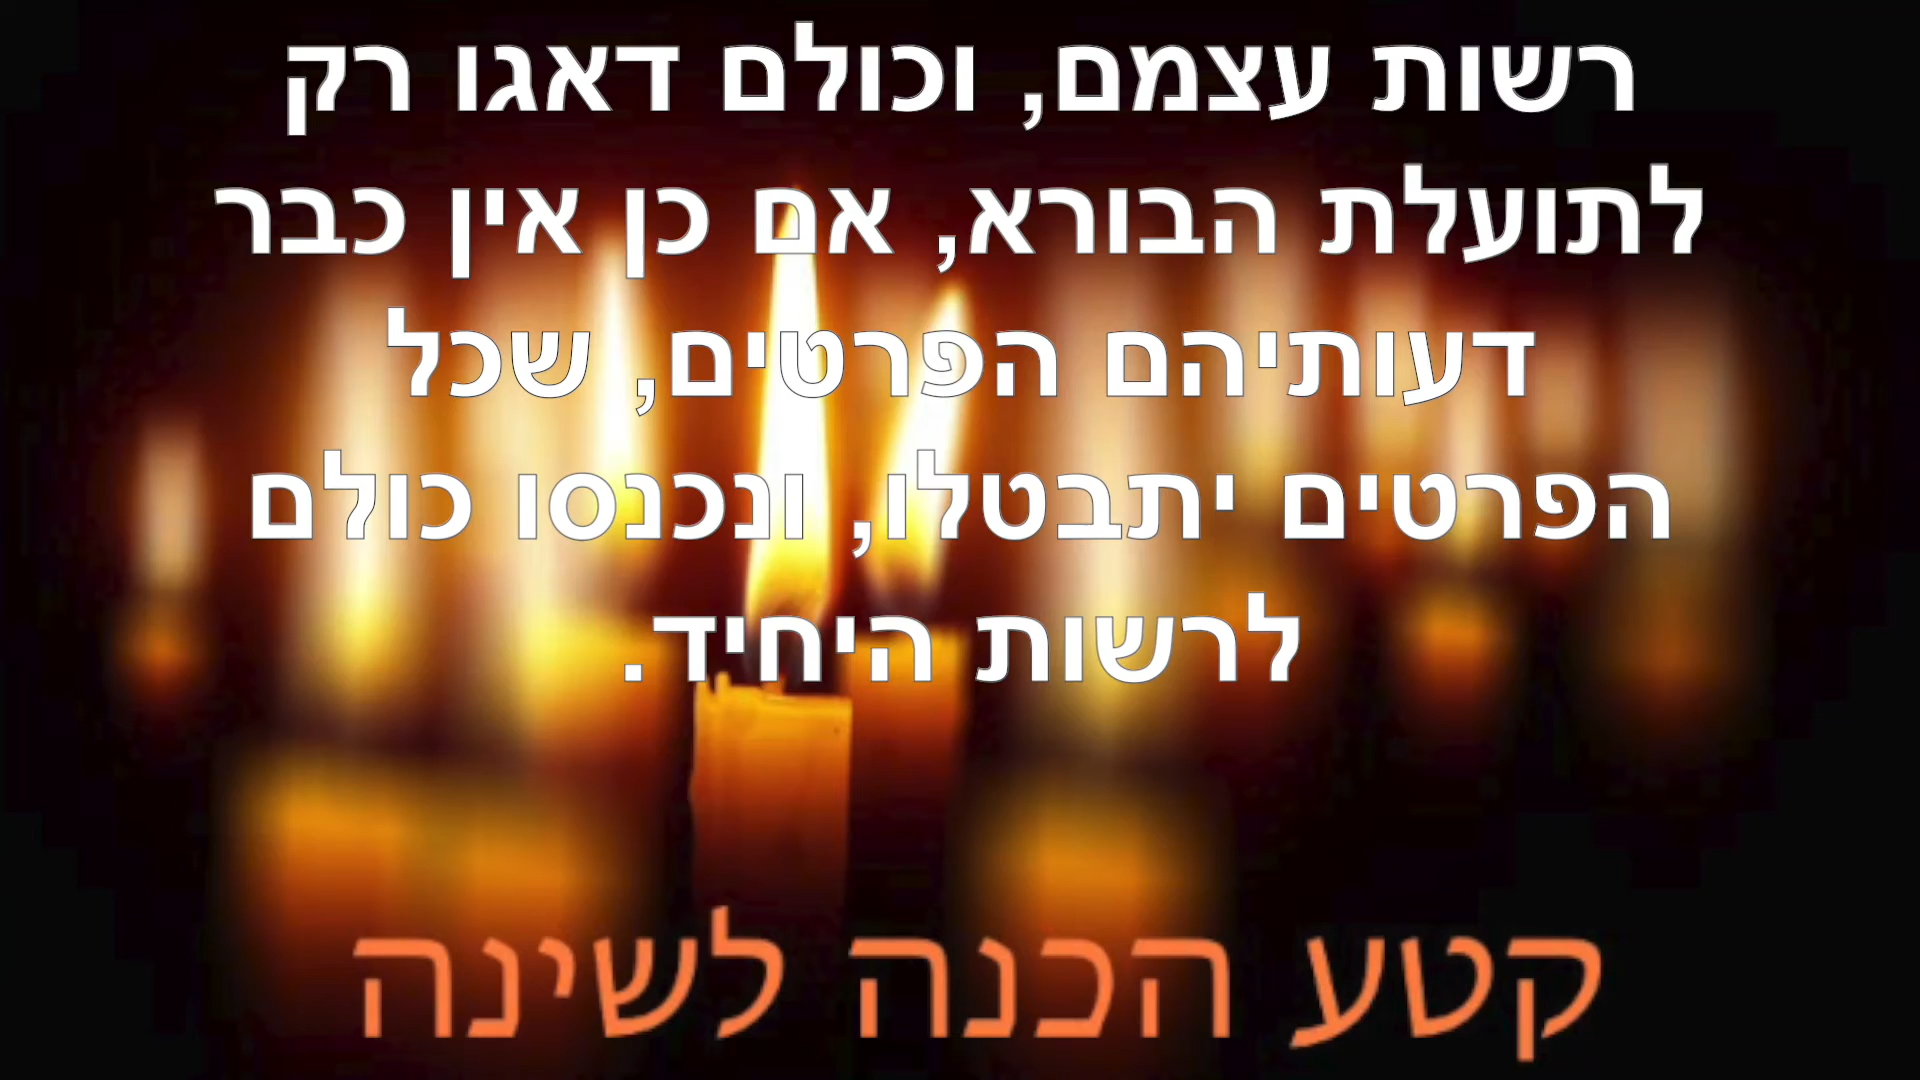 רשות עצמם, וכולם דאגו רק
לתועלת הבורא, אם כן אין כבר
דעותיהם הפרטים, שכל
הפרטים יתבטלו, ונכנסו כולם
לרשות היחיד.
קטע הכנה לשינה